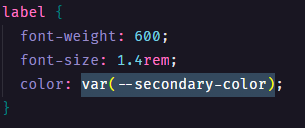 label {
  font-weight: 600;
  font-size: 1.4rem;
  color: var(--secondary-color);
}